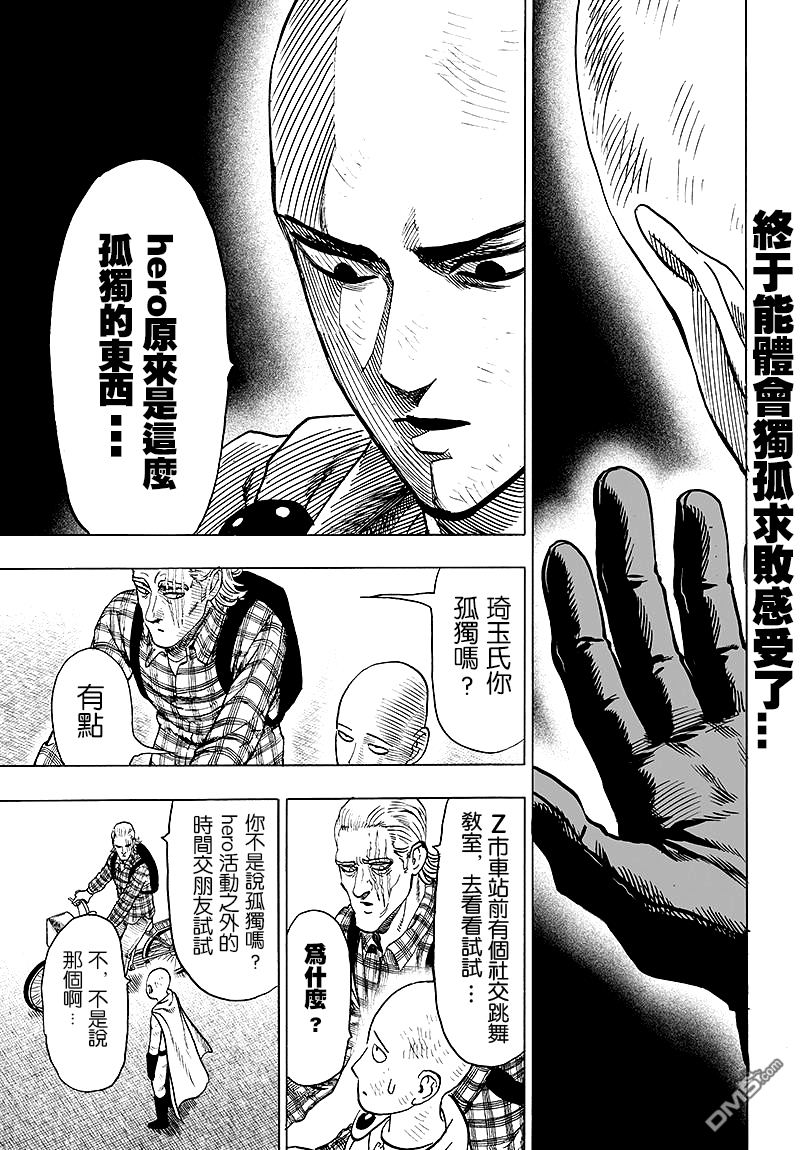 終于能體會獨孤求敗感受了…
hero原來是這麼
孤獨的東西…
琦玉氏你
孤獨嗎？
有點
Z市車站前有個社交跳舞
教室，去看看試試…
爲什麼？
你不是說孤獨嗎？
hero活動之外的
時間交朋友試試
不，不是說
那個啊…
DM5.com